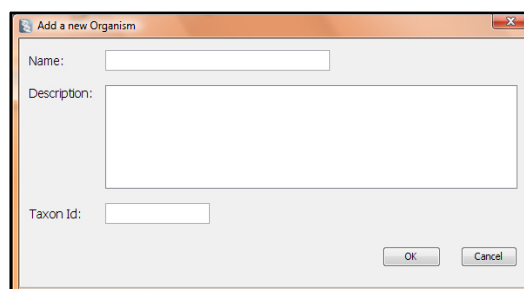 Add a new Organism
Name:
Description:
Taxon Id:
OK Cancel